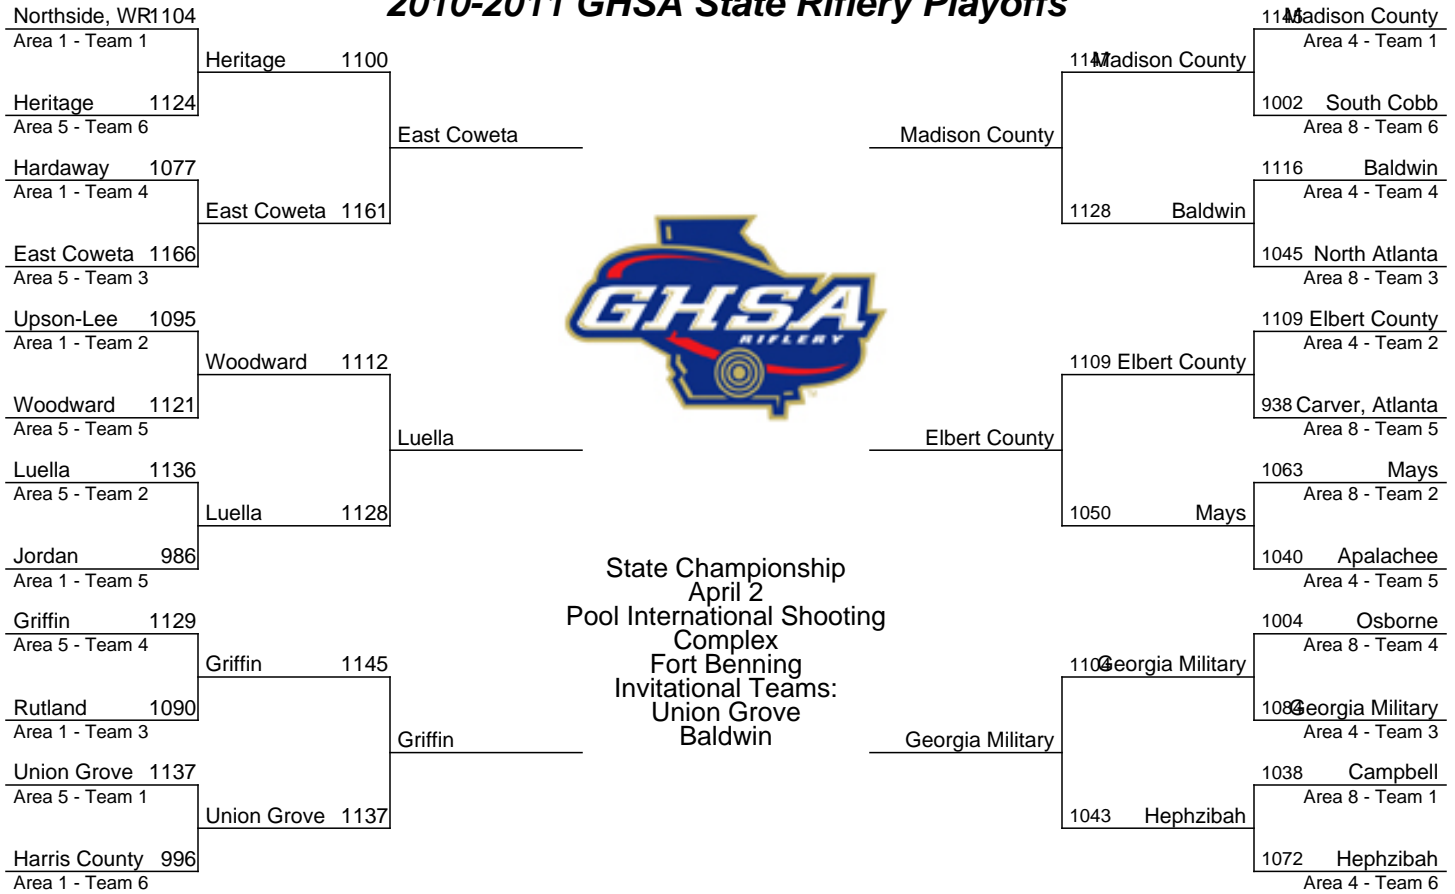 2010-2011 GHSA State Riflery Playoffs
Northside, WR 1104
Area 1 - Team 1
Heritage 1100
Heritage 1124
Area 5 - Team 6
East Coweta
Hardaway 1077
Area 1 - Team 4
East Coweta 1161
East Coweta 1166
Area 5 - Team 3
Upson-Lee 1095
Area 1 - Team 2
Woodward 1112
Woodward 1121
Area 5 - Team 5
Luella
Luella 1136
Area 5 - Team 2
Luella 1128
Jordan 986
Area 1 - Team 5
Griffin 1129
Area 5 - Team 4
Griffin 1145
Rutland 1090
Area 1 - Team 3
Griffin
Union Grove 1137
Area 5 - Team 1
Union Grove 1137
Harris County 996
Area 1 - Team 6
GHSA
RIFLERY
State Championship
April 2
Pool International Shooting
Complex
Fort Benning
Invitational Teams:
Union Grove
Baldwin
1145 Madison County
Area 4 - Team 1
1147 Madison County
1002 South Cobb
Area 8 - Team 6
Madison County
1116 Baldwin
Area 4 - Team 4
1128 Baldwin
1045 North Atlanta
Area 8 - Team 3
1109 Elbert County
Area 4 - Team 2
1109 Elbert County
938 Carver, Atlanta
Area 8 - Team 5
Elbert County
1063 Mays
Area 8 - Team 2
1050 Mays
1040 Apalachee
Area 4 - Team 5
1004 Osborne
Area 8 - Team 4
1104 Georgia Military
1084 Georgia Military
Area 4 - Team 3
Georgia Military
1038 Campbell
Area 8 - Team 1
1043 Hephzibah
1072 Hephzibah
Area 4 - Team 6